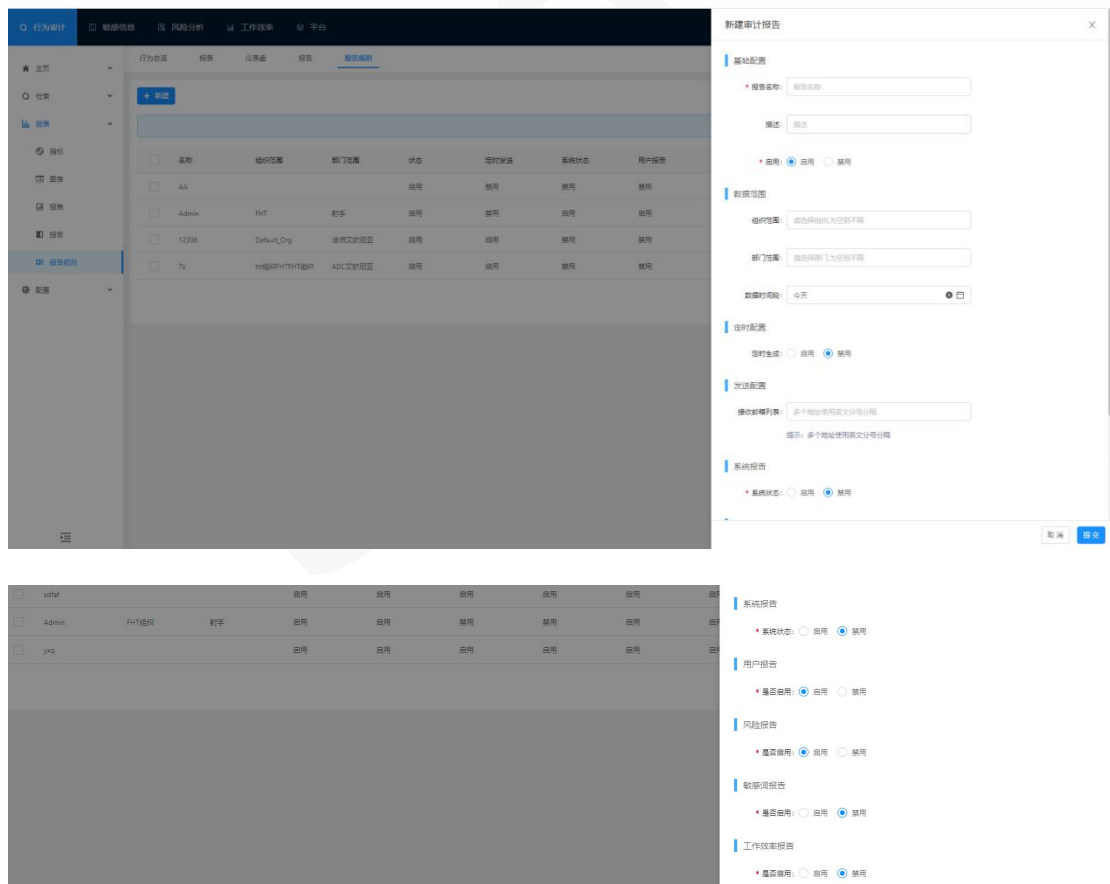 行为审计 敏感信息 风险分析 工作效率 平台
新建审计报告
主页
检索
报表
指标
图表
报表
报告
报告规则
配置
行为总览 报表 仪表盘 报告 报告规则
+ 新建
名称 组织范围 部门范围 状态 定时发送 系统状态 用户报告
AA 启用 禁用 禁用 禁用
Admin FHT 射手 启用 禁用 启用 启用
12306 Default_Org 法师艾欧尼亚 启用 启用 禁用 禁用
7z ADC艾欧尼亚 启用 启用 禁用 禁用
基础配置
* 报告名称: 报告名称
描述: 描述
* 启用: 启用 禁用
数据范围
组织范围: 请选择组织为空则不限
部门范围: 请选择部门为空则不限
数据时间段: 今天
定时配置
定时生成: 启用 禁用
发送配置
接收邮箱列表: 多个地址使用英文分号分隔
提示: 多个地址使用英文分号分隔
系统报告
* 系统状态: 启用 禁用
取消 提交
sdfaf 启用 启用 启用 启用 启用
Admin FHT组织 射手 启用 启用 禁用 禁用 启用
yxq 启用 启用 启用 启用 启用
系统报告
* 系统状态: 启用 禁用
用户报告
* 是否启用: 启用 禁用
风险报告
* 是否启用: 启用 禁用
敏感词报告
* 是否启用: 启用 禁用
工作效率报告
* 是否启用: 启用 禁用